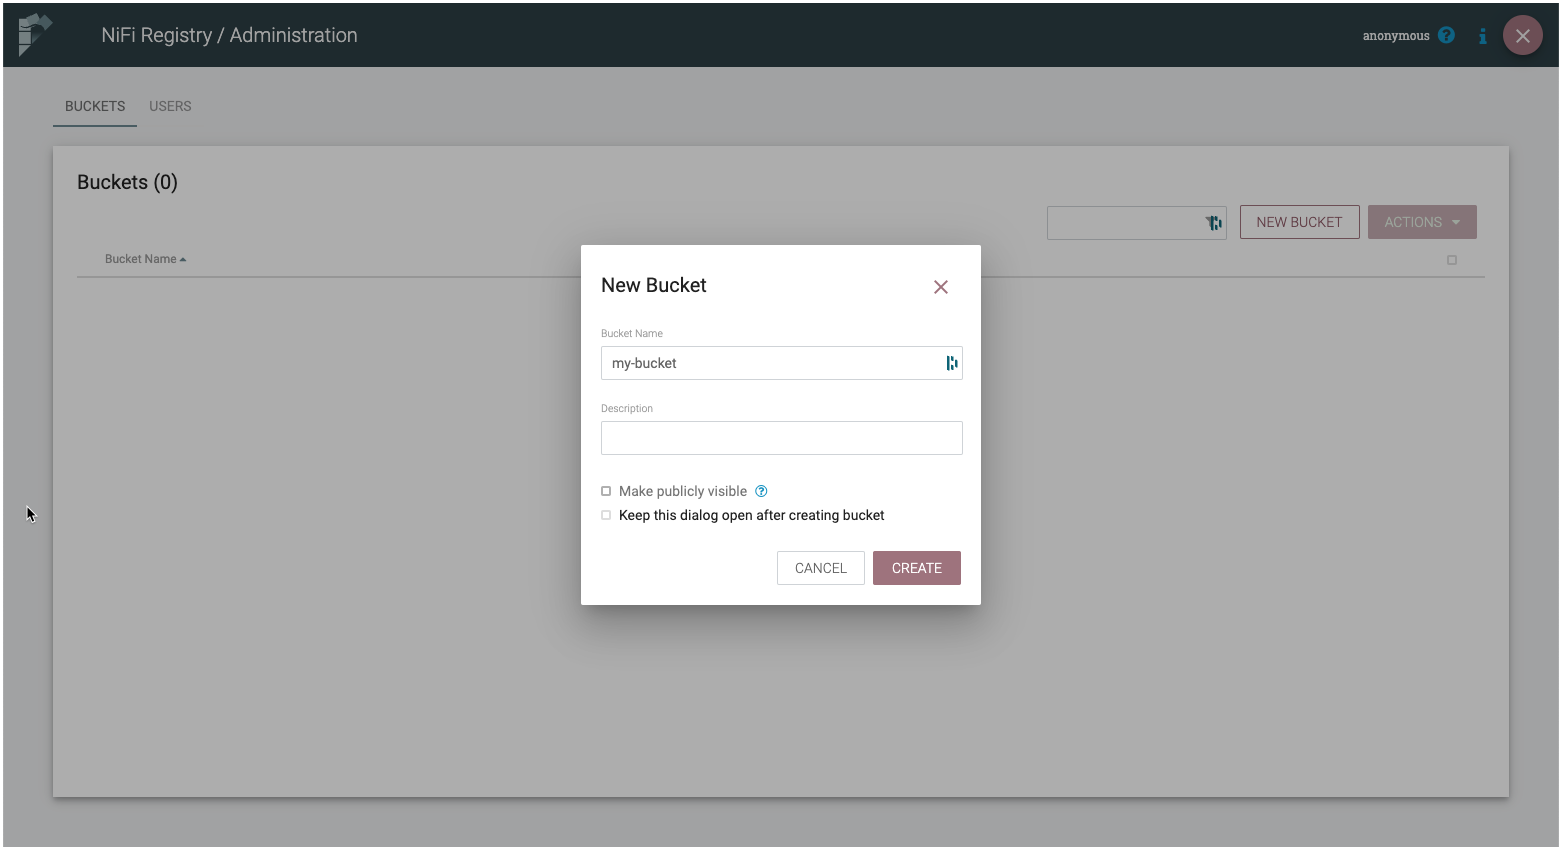 NiFi Registry / Administration
anonymous
BUCKETS USERS
Buckets (0)
NEW BUCKET ACTIONS
Bucket Name
New Bucket
Bucket Name
my-bucket
Description
Make publicly visible
Keep this dialog open after creating bucket
CANCEL CREATE